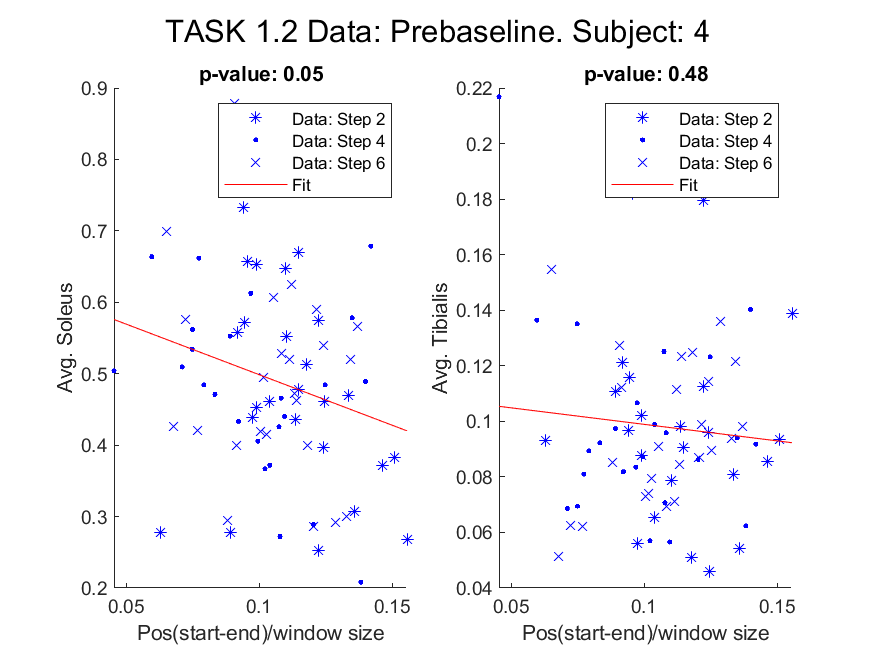 TASK 1.2 Data: Prebaseline. Subject: 4
p-value: 0.05
Avg. Soleus
0.9
0.8
0.7
0.6
0.5
0.4
0.3
0.2
0.05
0.1
0.15
Pos(start-end)/window size
Data: Step 2
Data: Step 4
Data: Step 6
Fit
p-value: 0.48
Avg. Tibialis
0.22
0.2
0.18
0.16
0.14
0.12
0.1
0.08
0.06
0.04
0.05
0.1
0.15
Pos(start-end)/window size
Data: Step 2
Data: Step 4
Data: Step 6
Fit